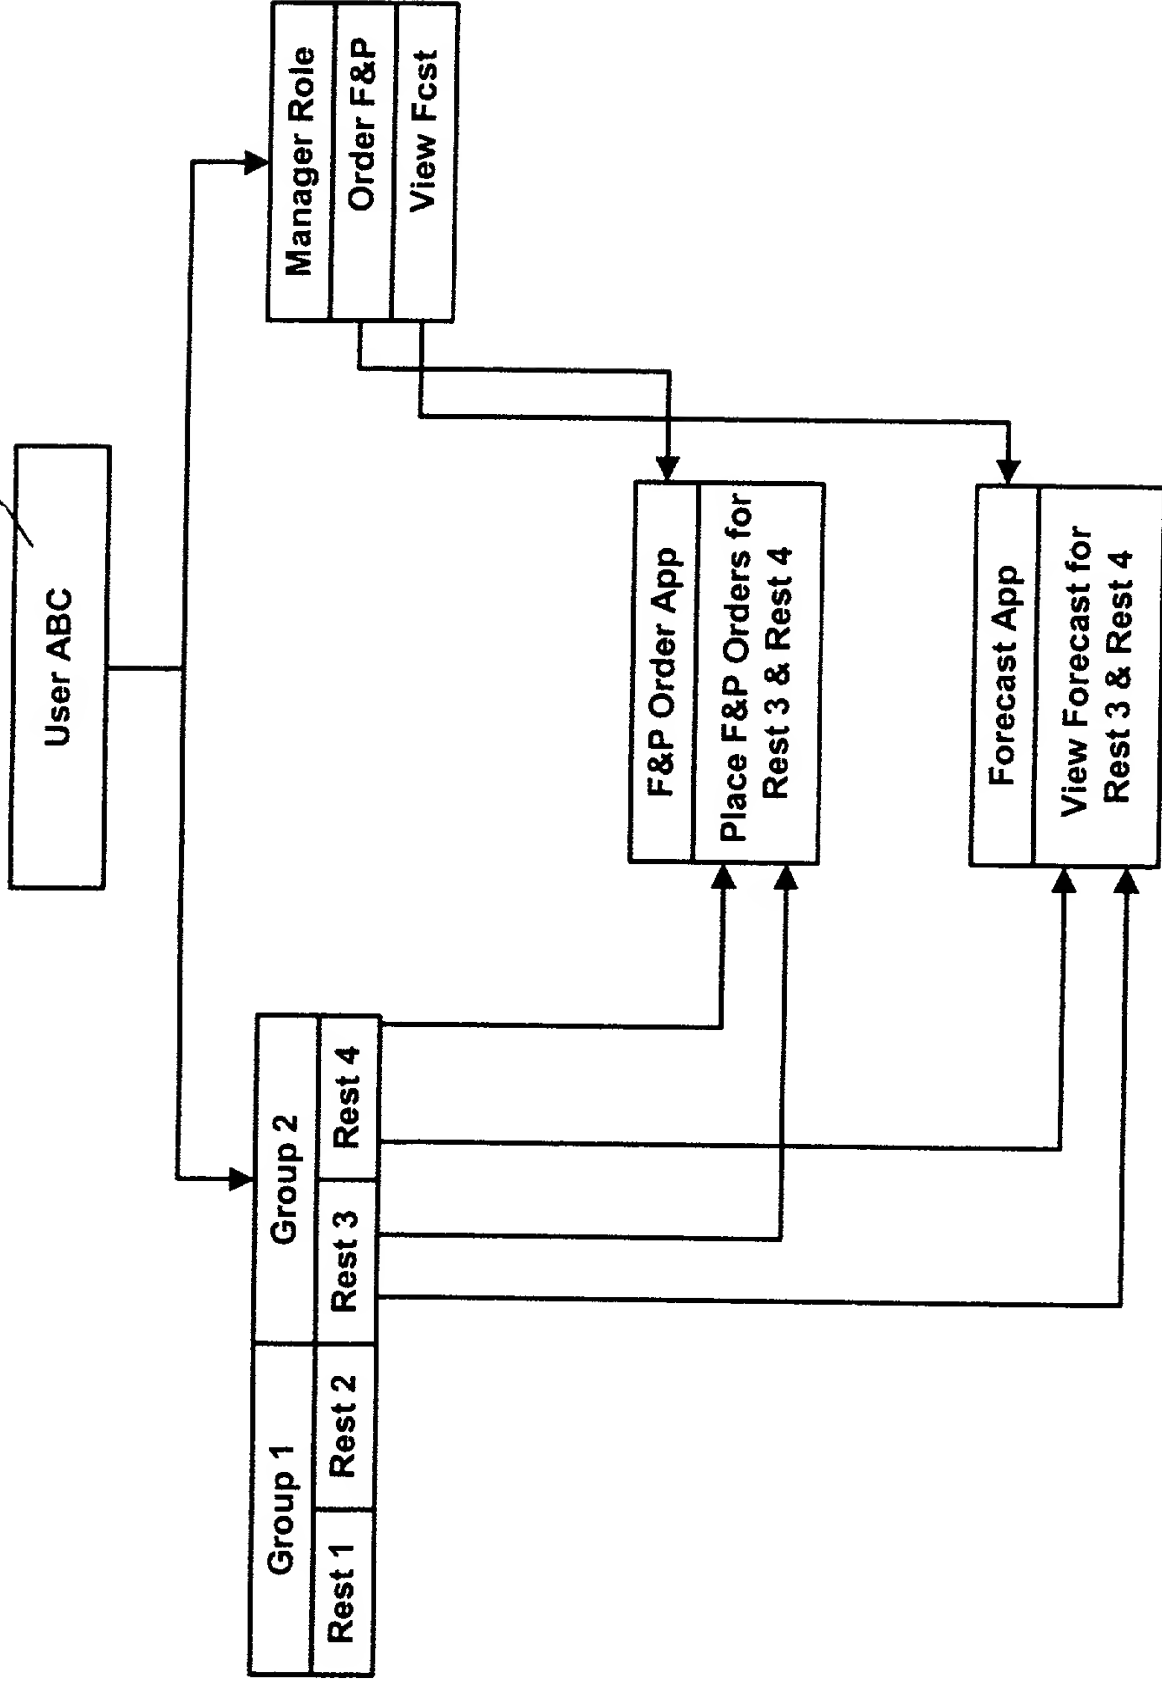 User ABC
Group 1
Group 2
Rest 1
Rest 2
Rest 3
Rest 4
Manager Role
Order F&P
View Fcst
F&P Order App
Place F&P Orders for
Rest 3 & Rest 4
Forecast App
View Forecast for
Rest 3 & Rest 4